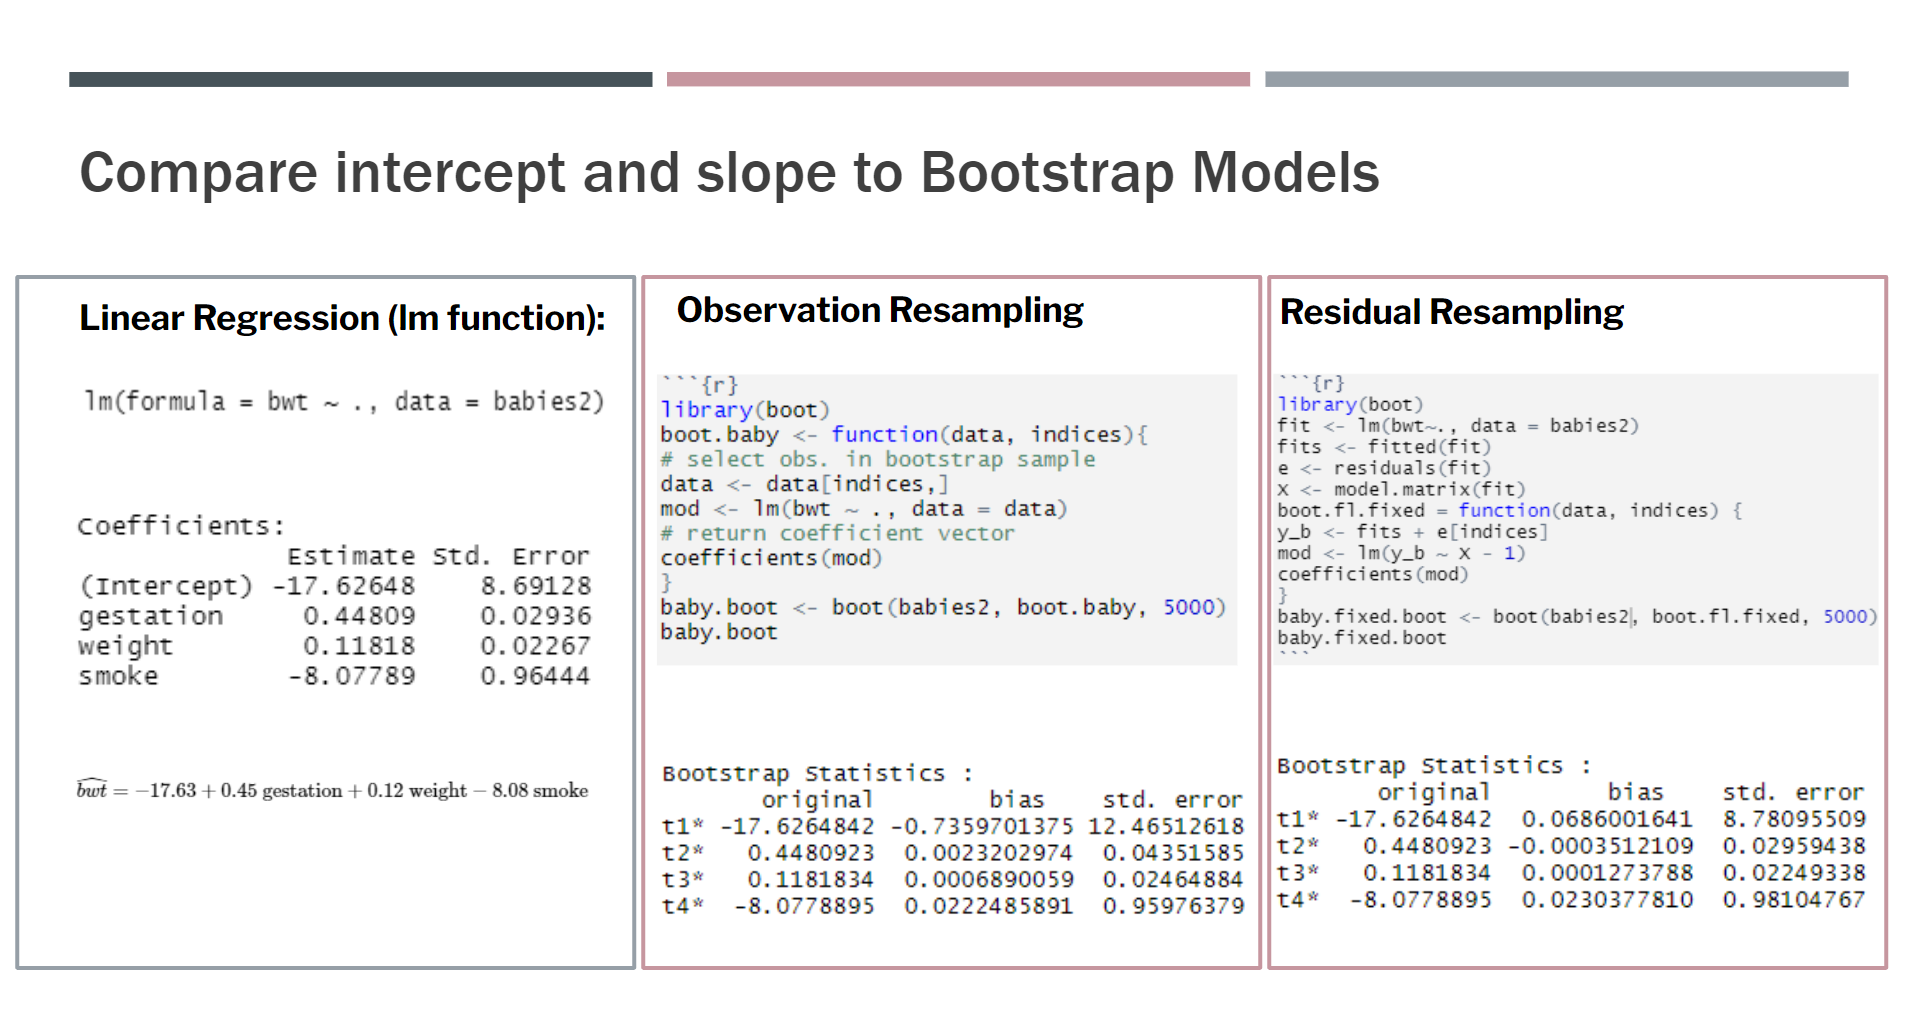 Compare intercept and slope to Bootstrap Models
Linear Regression (lm function):
lm(formula = bwt ~ ., data = babies2)
Coefficients:
Estimate Std. Error
(Intercept) -17.62648 8.69128
gestation 0.44809 0.02936
weight 0.11818 0.02267
smoke -8.07789 0.96444
\widehat{bwt} = −17.63 + 0.45 gestation + 0.12 weight − 8.08 smoke
Observation Resampling
```{r}
library(boot)
boot.baby <- function(data, indices){
# select obs. in bootstrap sample
data <- data[indices,]
mod <- lm(bwt ~ ., data = data)
# return coefficient vector
coefficients(mod)
}
baby.boot <- boot(babies2, boot.baby, 5000)
baby.boot
Bootstrap Statistics :
original bias std. error
t1* -17.6264842 -0.7359701375 12.46512618
t2* 0.4480923 0.0023202974 0.04351585
t3* 0.1181834 0.0006890059 0.02464884
t4* -8.0778895 0.0222485891 0.95976379
Residual Resampling
```{r}
library(boot)
fit <- lm(bwt~., data = babies2)
fits <- fitted(fit)
e <- residuals(fit)
X <- model.matrix(fit)
boot.fl.fixed = function(data, indices) {
y_b <- fits + e[indices]
mod <- lm(y_b ~ X - 1)
coefficients(mod)
}
baby.fixed.boot <- boot(babies2, boot.fl.fixed, 5000)
baby.fixed.boot
```
Bootstrap Statistics :
original bias std. error
t1* -17.6264842 0.0686001641 8.78095509
t2* 0.4480923 -0.0003512109 0.02959438
t3* 0.1181834 0.0001273788 0.02249338
t4* -8.0778895 0.0230377810 0.98104767